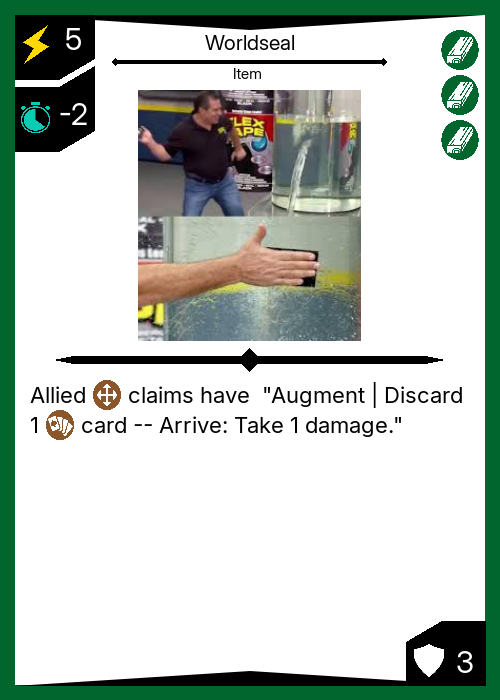 5
Worldseal
Item
-2
FLEX
TAPE
Allied claims have "Augment | Discard
1 card -- Arrive: Take 1 damage."
3